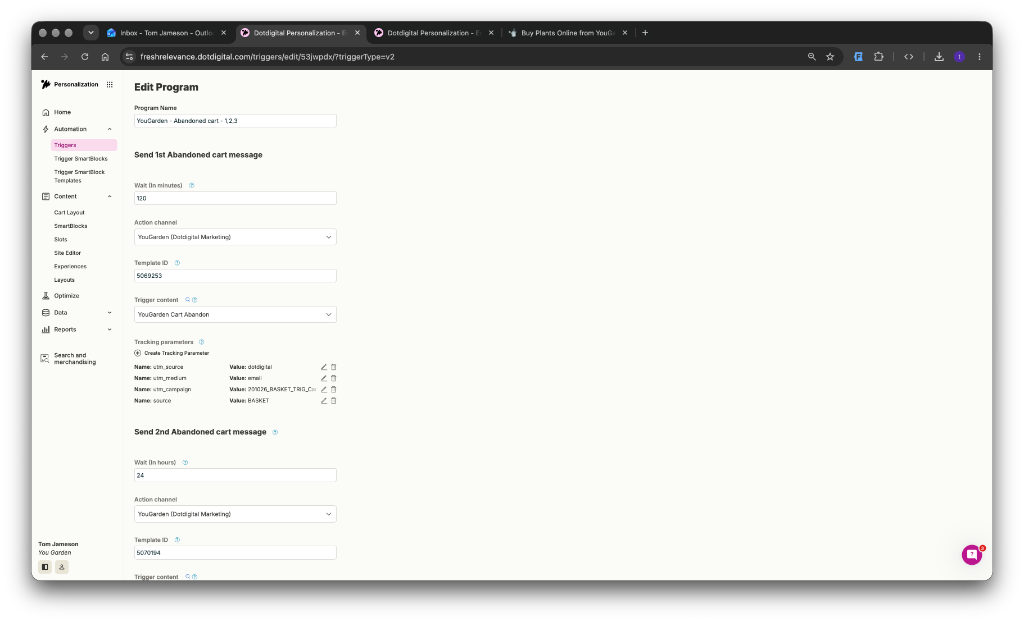 Inbox - Tom Jameson - Outlo
Dotdigital Personalization - E
Dotdigital Personalization - E
Buy Plants Online from YouG
freshrelevance.dotdigital.com/triggers/edit/53jwpdx/?triggerType=v2
Personalization
Home
Automation
Triggers
Trigger SmartBlocks
Trigger SmartBlock
Templates
Content
Cart Layout
SmartBlocks
Slots
Site Editor
Experiences
Layouts
Optimize
Data
Reports
Search and
merchandising
Tom Jameson
You Garden
Edit Program
Program Name
YouGarden - Abandoned cart - 1,2,3
Send 1st Abandoned cart message
Wait (In minutes)
120
Action channel
YouGarden (Dotdigital Marketing)
Template ID
5069253
Trigger content
YouGarden Cart Abandon
Tracking parameters
Create Tracking Parameter
Name: utm_source Value: dotdigital
Name: utm_medium Value: email
Name: utm_campaign Value: 201026_BASKET_TRIG_C
Name: source Value: BASKET
Send 2nd Abandoned cart message
Wait (In hours)
24
Action channel
YouGarden (Dotdigital Marketing)
Template ID
5070194
Trigger content